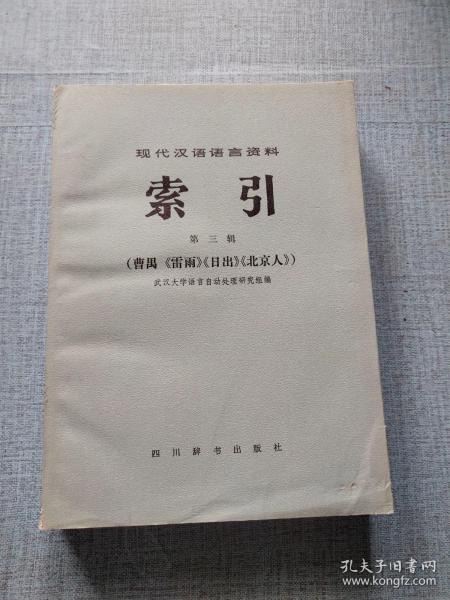 现代汉语语言资料
索引
第三辑
(曹禺《雷雨》《日出》《北京人》)
武汉大学语言自动处理研究组编
四川辞书出版社
孔夫子旧书网
www.kongfz.com